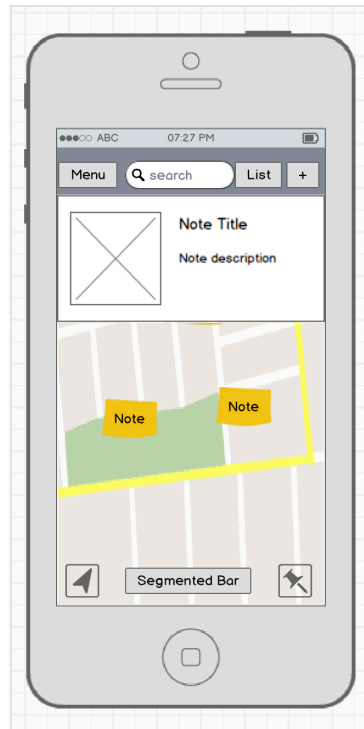 ABC 07:27 PM
Menu search List +
Note Title
Note description
Note
Note
Segmented Bar